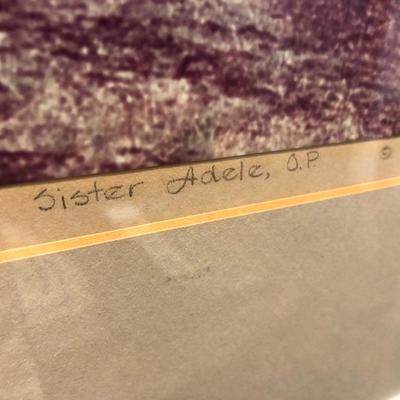 Sister Adele, O.P. ©